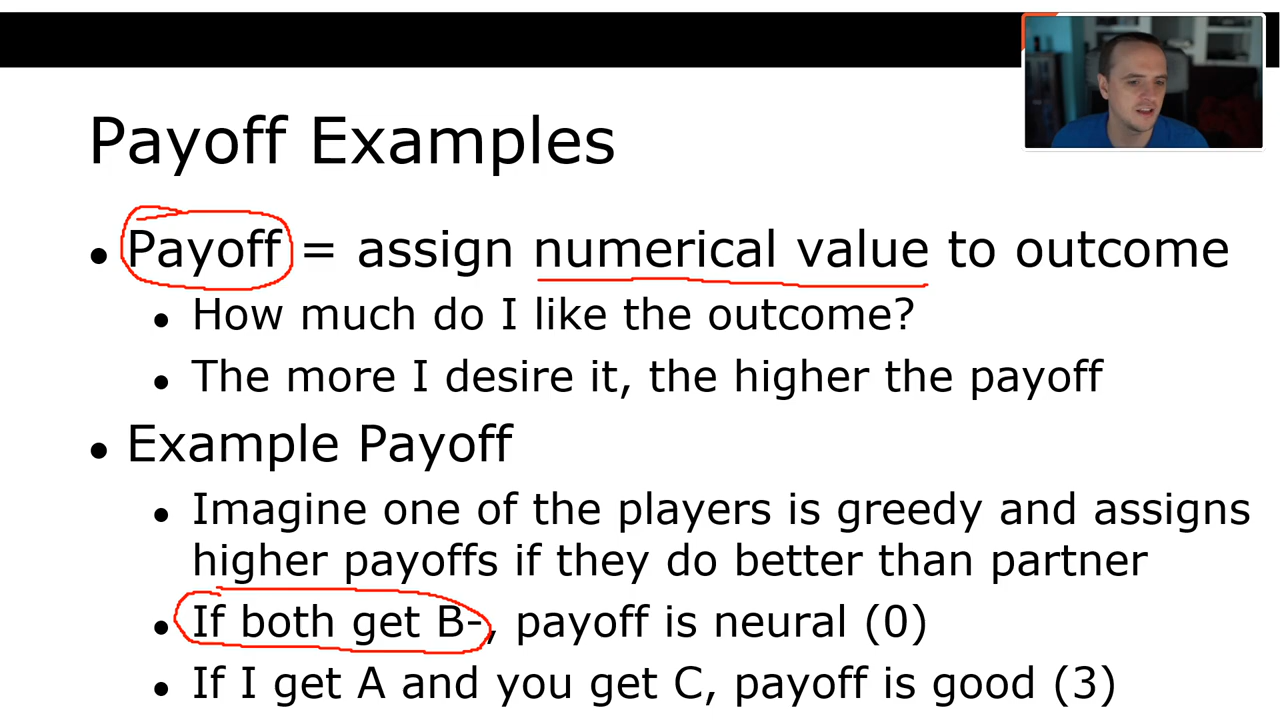 Payoff Examples
• Payoff = assign numerical value to outcome
• How much do I like the outcome?
• The more I desire it, the higher the payoff
• Example Payoff
• Imagine one of the players is greedy and assigns
higher payoffs if they do better than partner
• If both get B-, payoff is neural (0)
• If I get A and you get C, payoff is good (3)